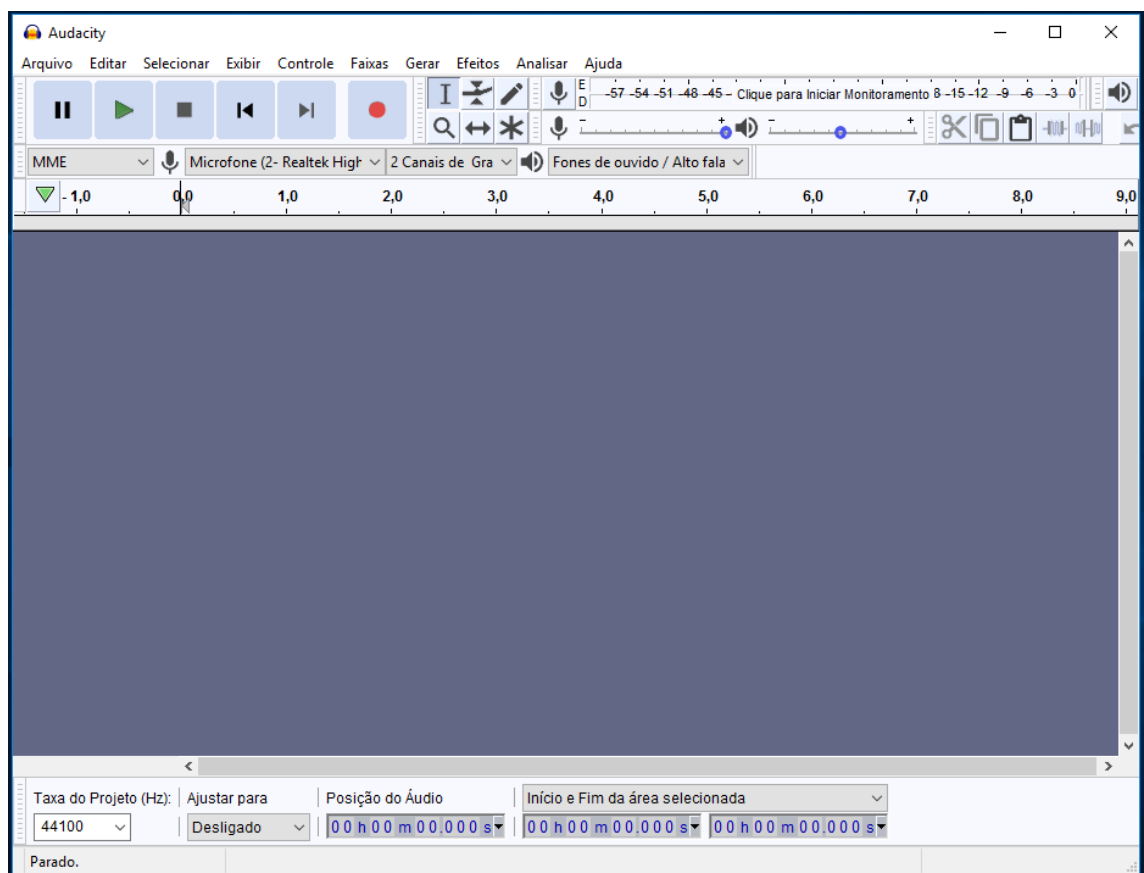 Audacity
Arquivo Editar Selecionar Exibir Controle Faixas Gerar Efeitos Analisar Ajuda
E -57 -54 -51 -48 -45 - Clique para Iniciar Monitoramento 8 -15 -12 -9 -6 -3 0
D
- + - +
MME Microfone (2- Realtek High 2 Canais de Gra Fones de ouvido / Alto fala
- 1,0 0,0 1,0 2,0 3,0 4,0 5,0 6,0 7,0 8,0 9,0
Taxa do Projeto (Hz): Ajustar para Posição do Áudio Início e Fim da área selecionada
44100 Desligado 00 h 00 m 00.000 s 00 h 00 m 00.000 s 00 h 00 m 00.000 s
Parado.